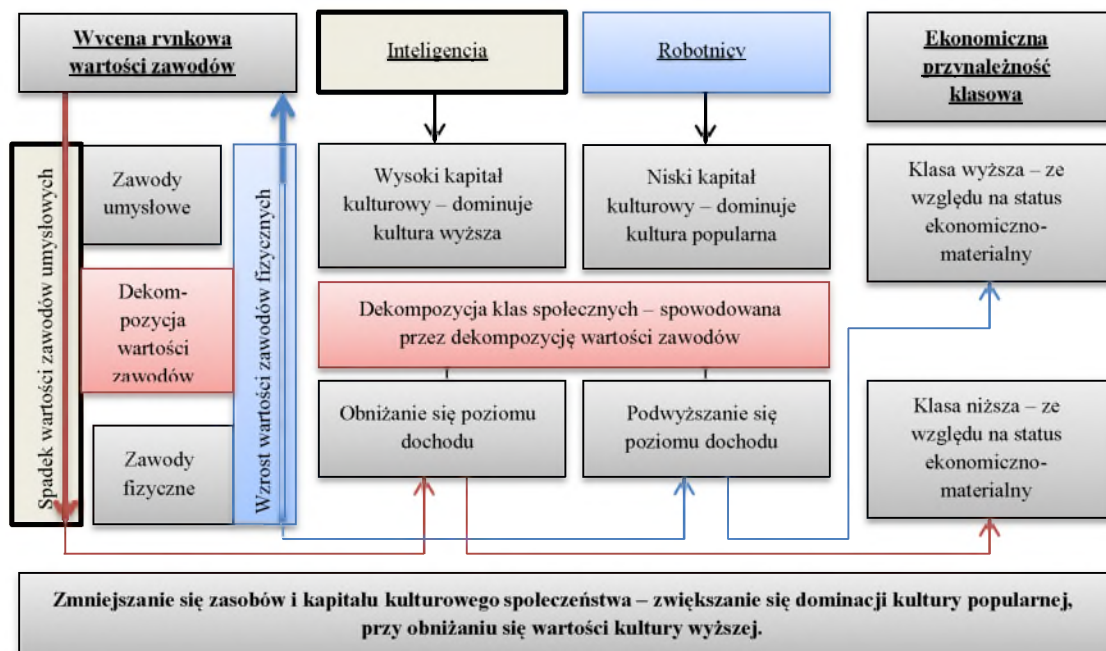 Wycena rynkowa
wartości zawodów
Inteligencja
Robotnicy
Ekonomiczna
przynależność
klasowa
Spadek wartości zawodów umysłowych
Zawody
umysłowe
Wzrost wartości zawodów fizycznych
Wysoki kapitał
kulturowy – dominuje
kultura wyższa
Niski kapitał
kulturowy – dominuje
kultura popularna
Klasa wyższa – ze
względu na status
ekonomiczno-
materialny
Dekom-
pozycja
wartości
zawodów
Dekompozycja klas społecznych – spowodowana
przez dekompozycję wartości zawodów
Zawody
fizyczne
Obniżanie się poziomu
dochodu
Podwyższanie się
poziomu dochodu
Klasa niższa – ze
względu na status
ekonomiczno-
materialny
Zmniejszanie się zasobów i kapitału kulturowego społeczeństwa – zwiększanie się dominacji kultury popularnej,
przy obniżaniu się wartości kultury wyższej.